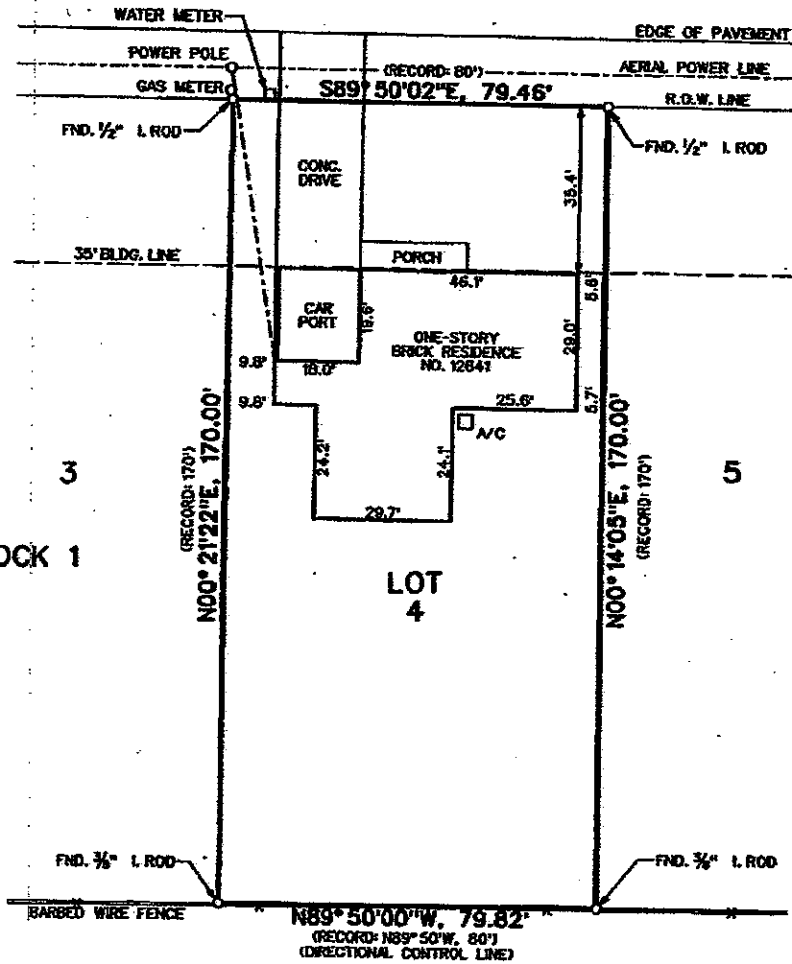 WATER METER
EDGE OF PAVEMENT
POWER POLE
(RECORD: 80')
AERIAL POWER LINE
GAS METER
S89° 50'02"E, 79.46'
R.O.W. LINE
FND. 1/2" I. ROD
FND. 1/2" I. ROD
CONC.
DRIVE
35.4'
35' BLDG. LINE
PORCH
46.1'
5.8'
CAR
PORT
19.6'
ONE-STORY
BRICK RESIDENCE
NO. 12641
29.0'
9.8'
18.0'
9.8'
25.6'
5.7'
A/C
24.2'
24.1'
29.7'
3
(RECORD: 170')
N00° 21'22"E, 170.00'
N00° 14'05"E, 170.00'
(RECORD: 170')
5
OCK 1
LOT
4
FND. 3/8" I. ROD
FND. 3/8" I. ROD
BARBED WIRE FENCE
N89° 50'00"W, 79.82'
(RECORD: N89° 50'W, 80')
(DIRECTIONAL CONTROL LINE)